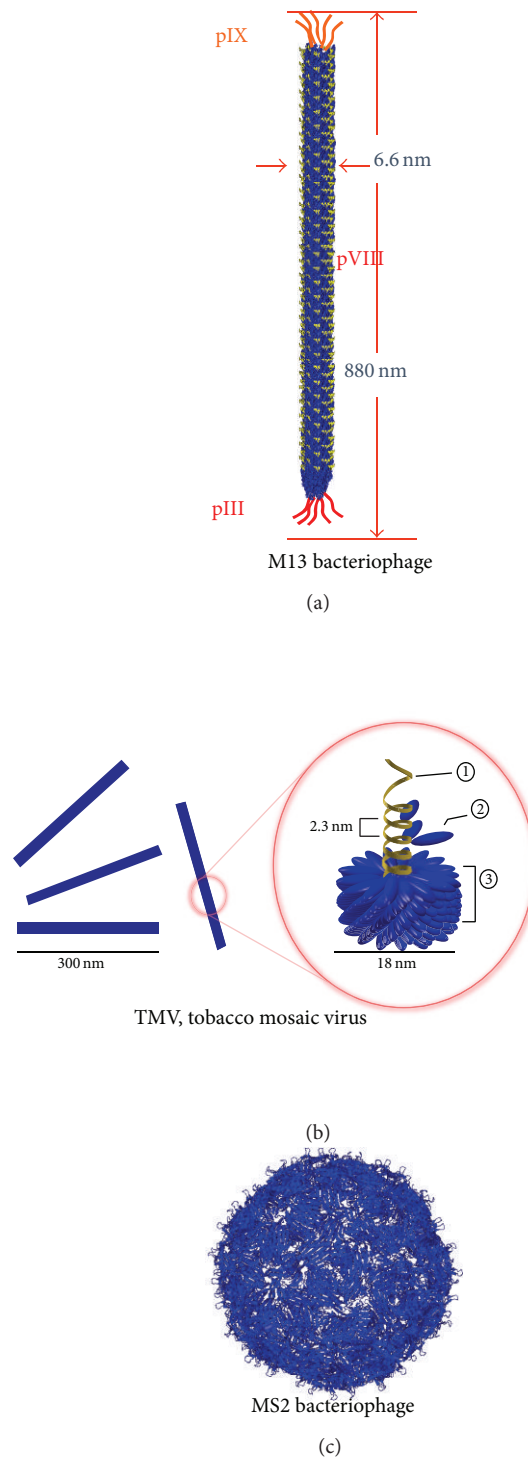 pIX
6.6 nm
pVIII
880 nm
pIII
M13 bacteriophage
(a)
1
2
2.3 nm
3
300 nm
18 nm
TMV, tobacco mosaic virus
(b)
MS2 bacteriophage
(c)